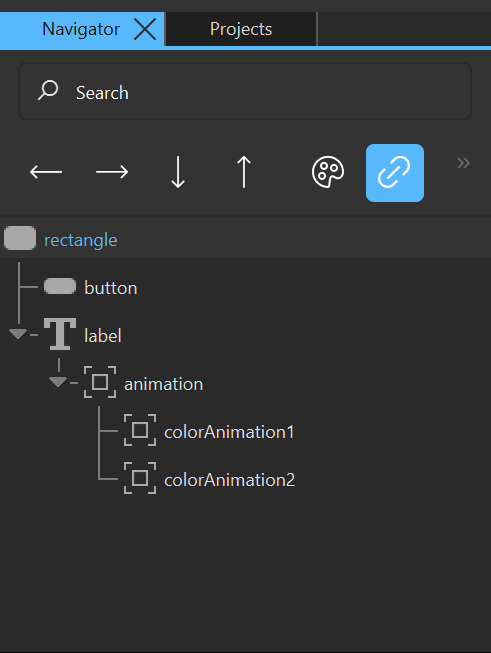 Navigator Projects
Search
rectangle
button
label
animation
colorAnimation1
colorAnimation2